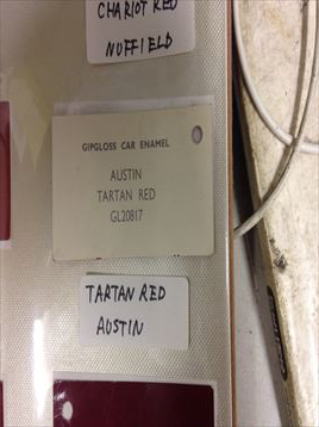 CHARIOT RED
NUFFIELD
GIPGLOSS CAR ENAMEL
AUSTIN
TARTAN RED
GL20817
TARTAN RED
AUSTIN